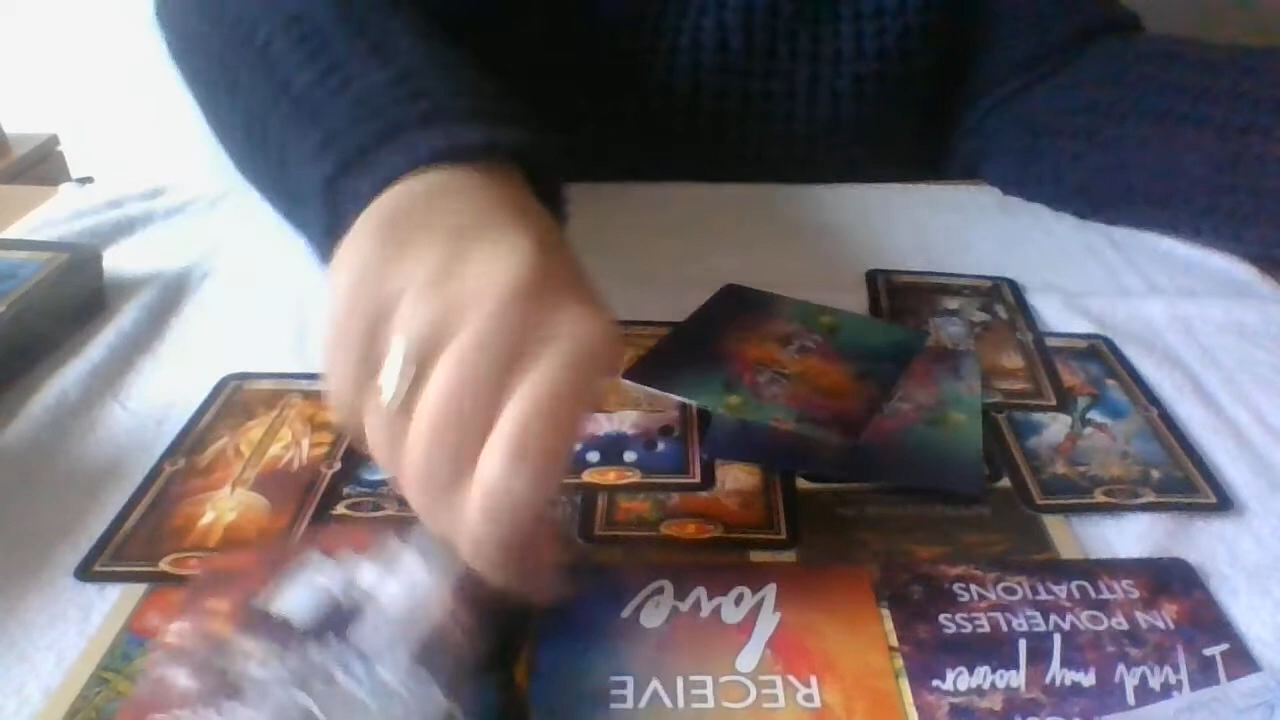 RECEIVE
love
I find my power
IN POWERLESS
SITUATIONS.